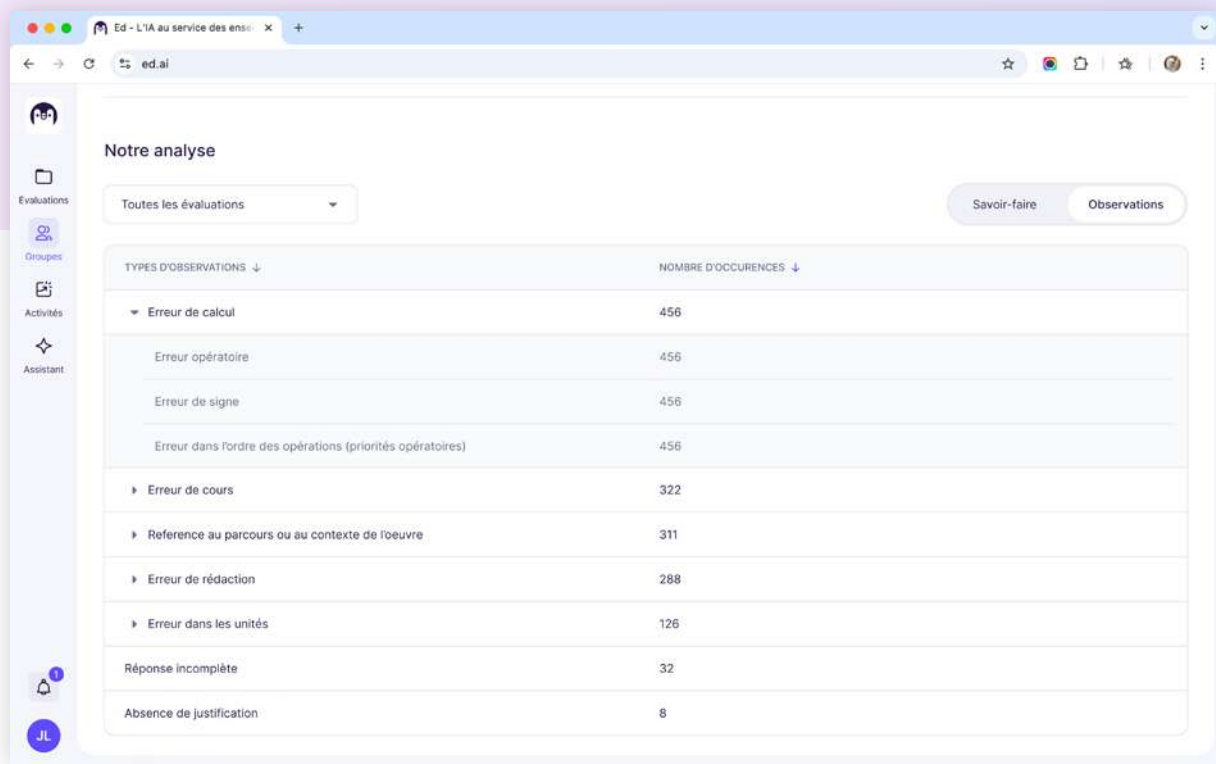 Ed - L'IA au service des ense
ed.ai
Notre analyse
Evaluations
Groupes
Activités
Assistant
Toutes les évaluations
Savoir-faire
Observations
TYPES D'OBSERVATIONS
NOMBRE D'OCCURENCES
Erreur de calcul
456
Erreur opératoire
456
Erreur de signe
456
Erreur dans l'ordre des opérations (priorités opératoires)
456
Erreur de cours
322
Reference au parcours ou au contexte de l'oeuvre
311
Erreur de rédaction
288
Erreur dans les unités
126
Réponse incomplète
32
Absence de justification
8
1
JL